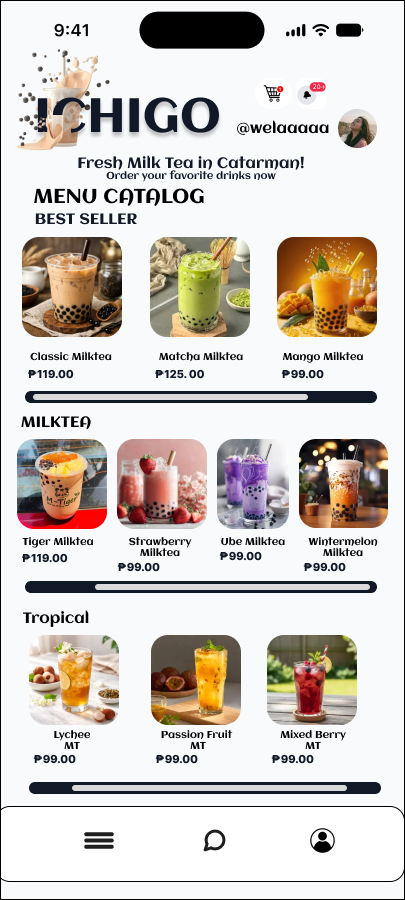 9:41
ICHIGO
20+
@welaaaaa
Fresh Milk Tea in Catarman!
Order your favorite drinks now
MENU CATALOG
BEST SELLER
Classic Milktea
₱119.00
Matcha Milktea
₱125. 00
Mango Milktea
₱99.00
MILKTEA
M-Tiger
Tiger Milktea
₱119.00
Strawberry
Milktea
₱99.00
Ube Milktea
₱99.00
Wintermelon
Milktea
₱99.00
Tropical
Lychee
MT
₱99.00
Passion Fruit
MT
₱99.00
Mixed Berry
MT
₱99.00